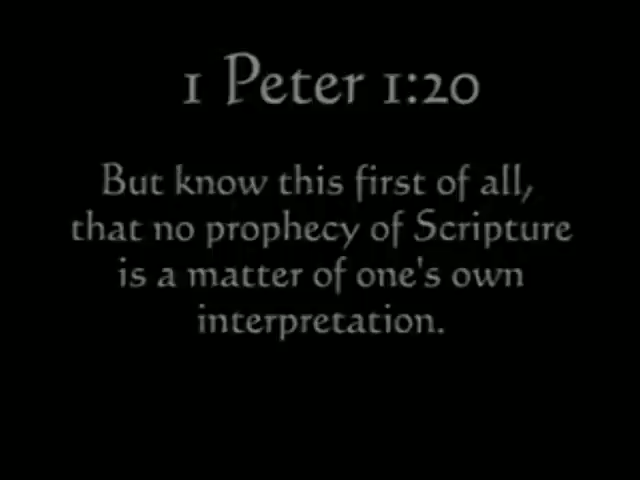 1 Peter 1:20
But know this first of all,
that no prophecy of Scripture
is a matter of one's own
interpretation.